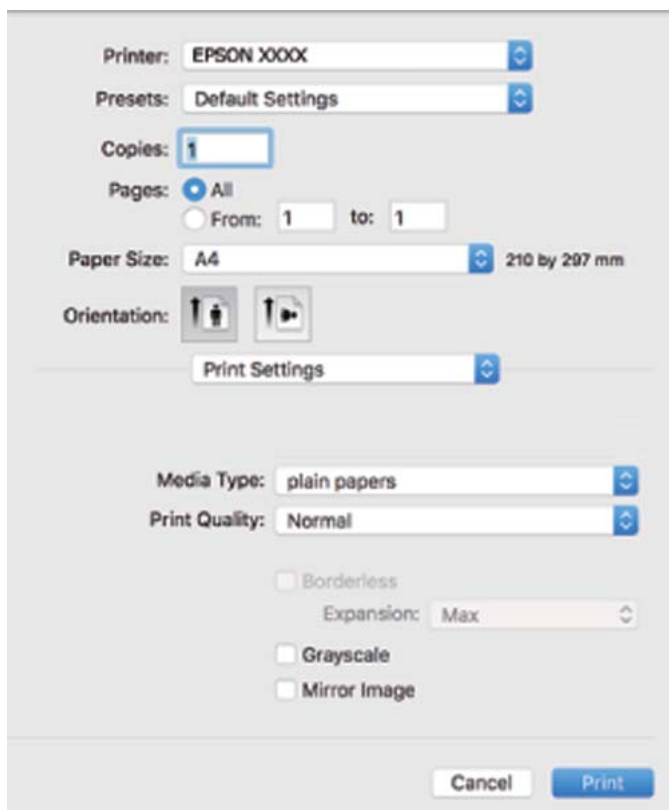 Printer: EPSON XXXX
Presets: Default Settings
Copies: 1
Pages: All
From: 1 to: 1
Paper Size: A4 210 by 297 mm
Orientation:
Print Settings
Media Type: plain papers
Print Quality: Normal
Borderless
Expansion: Max
Grayscale
Mirror Image
Cancel Print